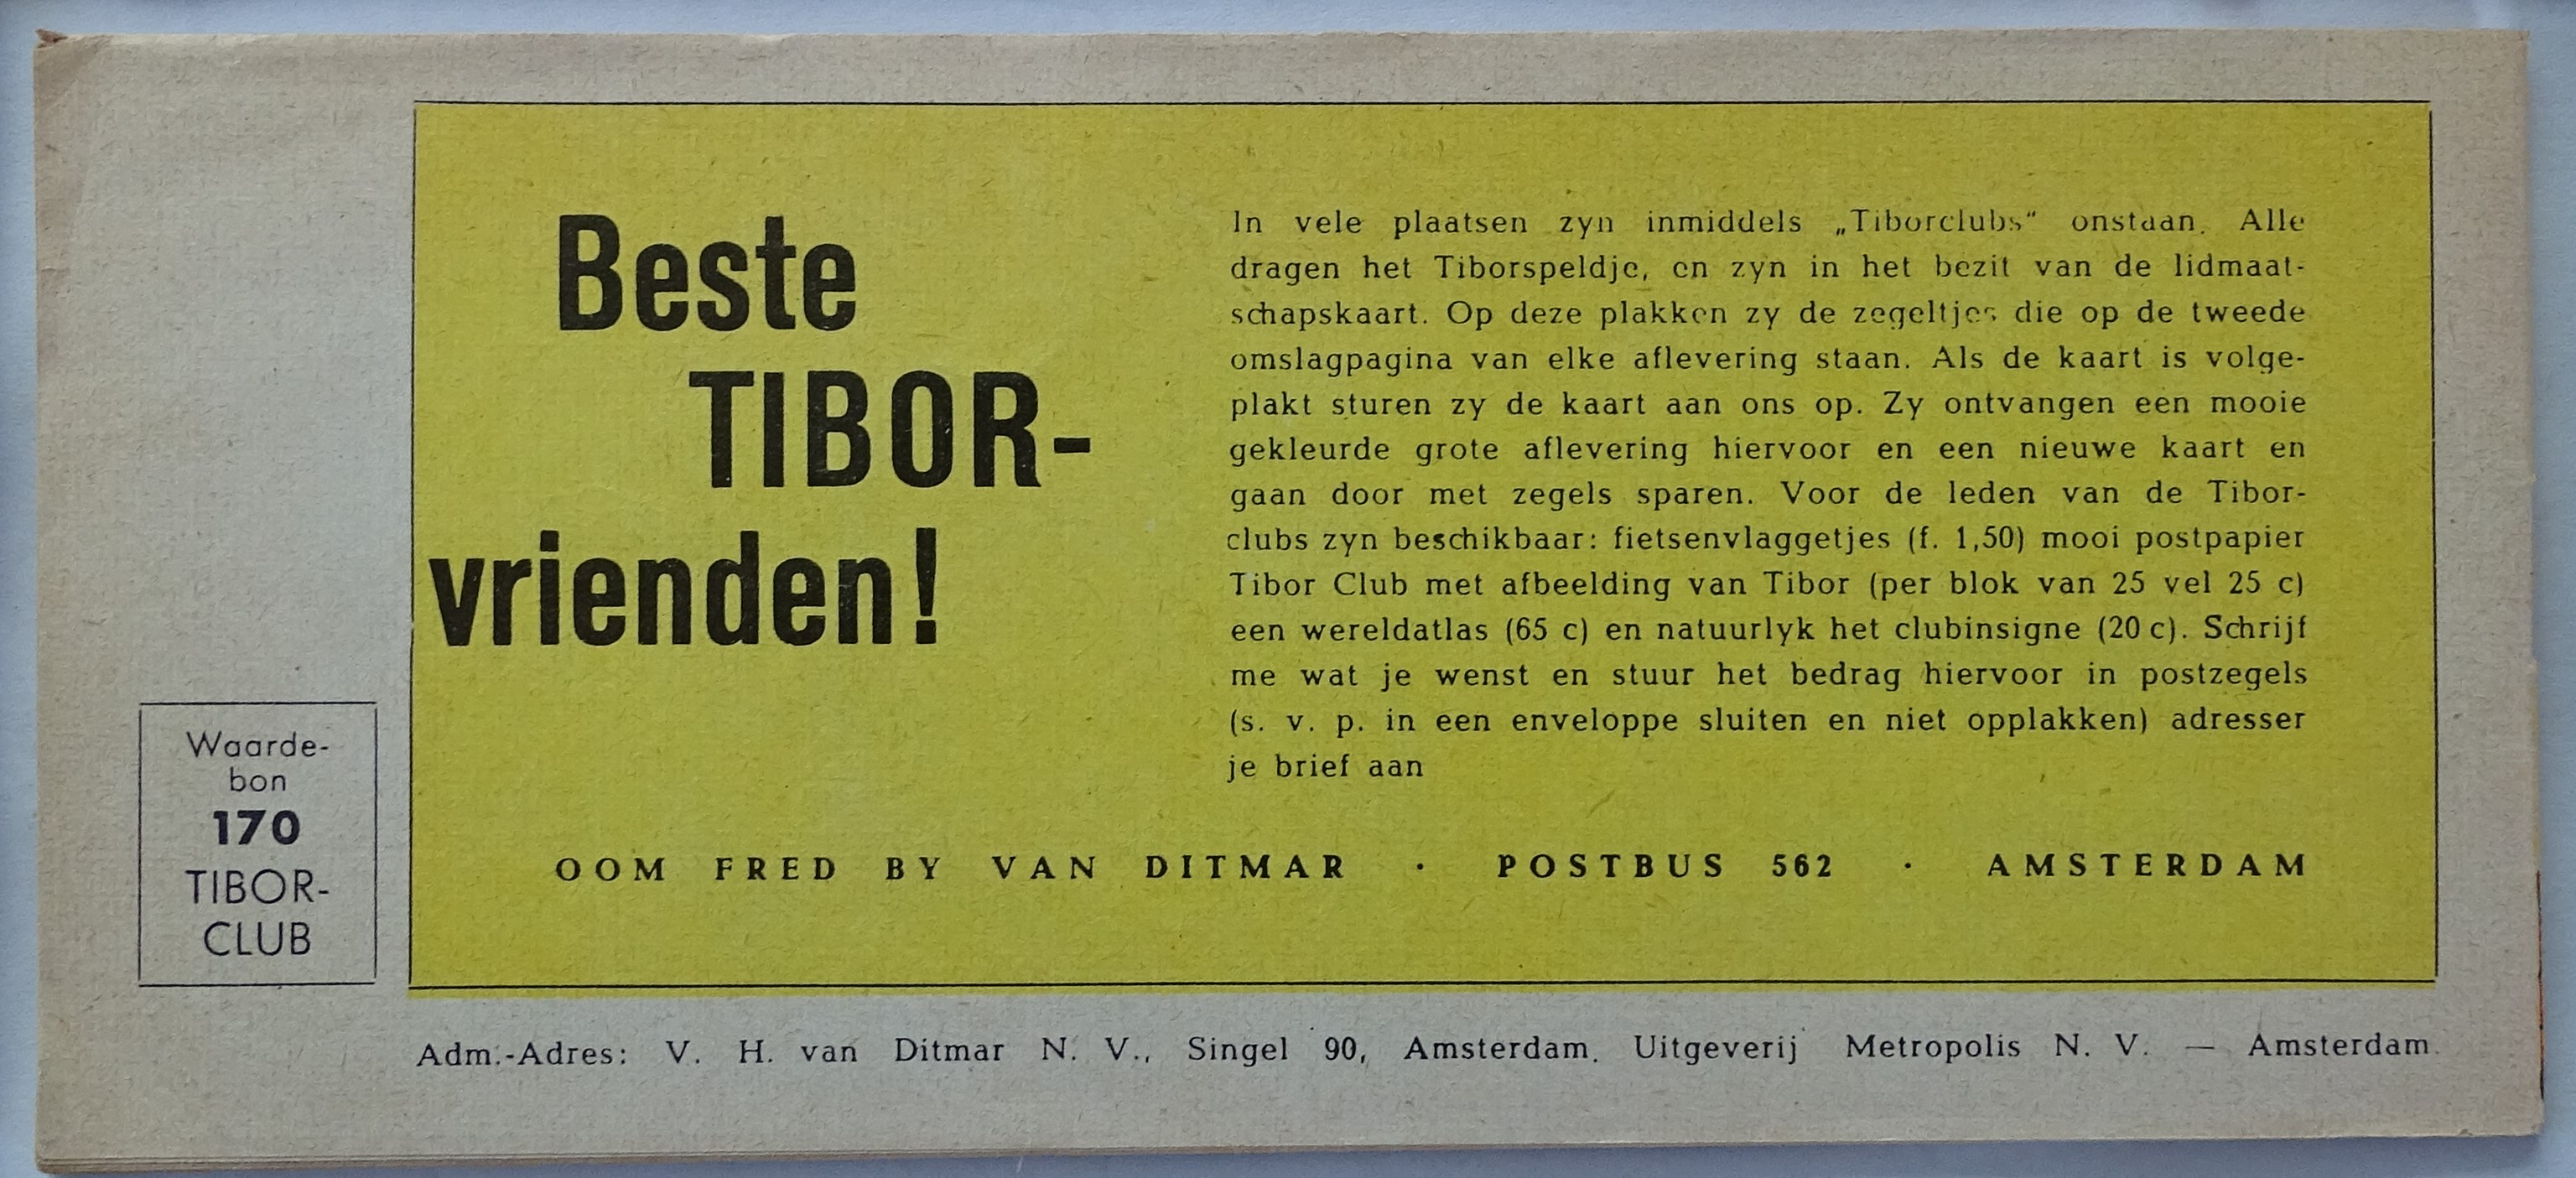 Beste
TIBOR-
vrienden!
In vele plaatsen zyn inmiddels „Tiborclubs“ onstaan. Alle
dragen het Tiborspeldje, en zyn in het bezit van de lidmaat-
schapskaart. Op deze plakken zy de zegeltjes die op de tweede
omslagpagina van elke aflevering staan. Als de kaart is volge-
plakt sturen zy de kaart aan ons op. Zy ontvangen een mooie
gekleurde grote aflevering hiervoor en een nieuwe kaart en
gaan door met zegels sparen. Voor de leden van de Tibor-
clubs zyn beschikbaar: fietsenvlaggetjes (f. 1,50) mooi postpapier
Tibor Club met afbeelding van Tibor (per blok van 25 vel 25 c)
een wereldatlas (65 c) en natuurlyk het clubinsigne (20 c). Schrijf
me wat je wenst en stuur het bedrag hiervoor in postzegels
(s. v. p. in een enveloppe sluiten en niet opplakken) adresser
je brief aan
OOM FRED BY VAN DITMAR · POSTBUS 562 · AMSTERDAM
Waarde-
bon
170
TIBOR-
CLUB
Adm.-Adres: V. H. van Ditmar N. V., Singel 90, Amsterdam. Uitgeverij Metropolis N. V. — Amsterdam.